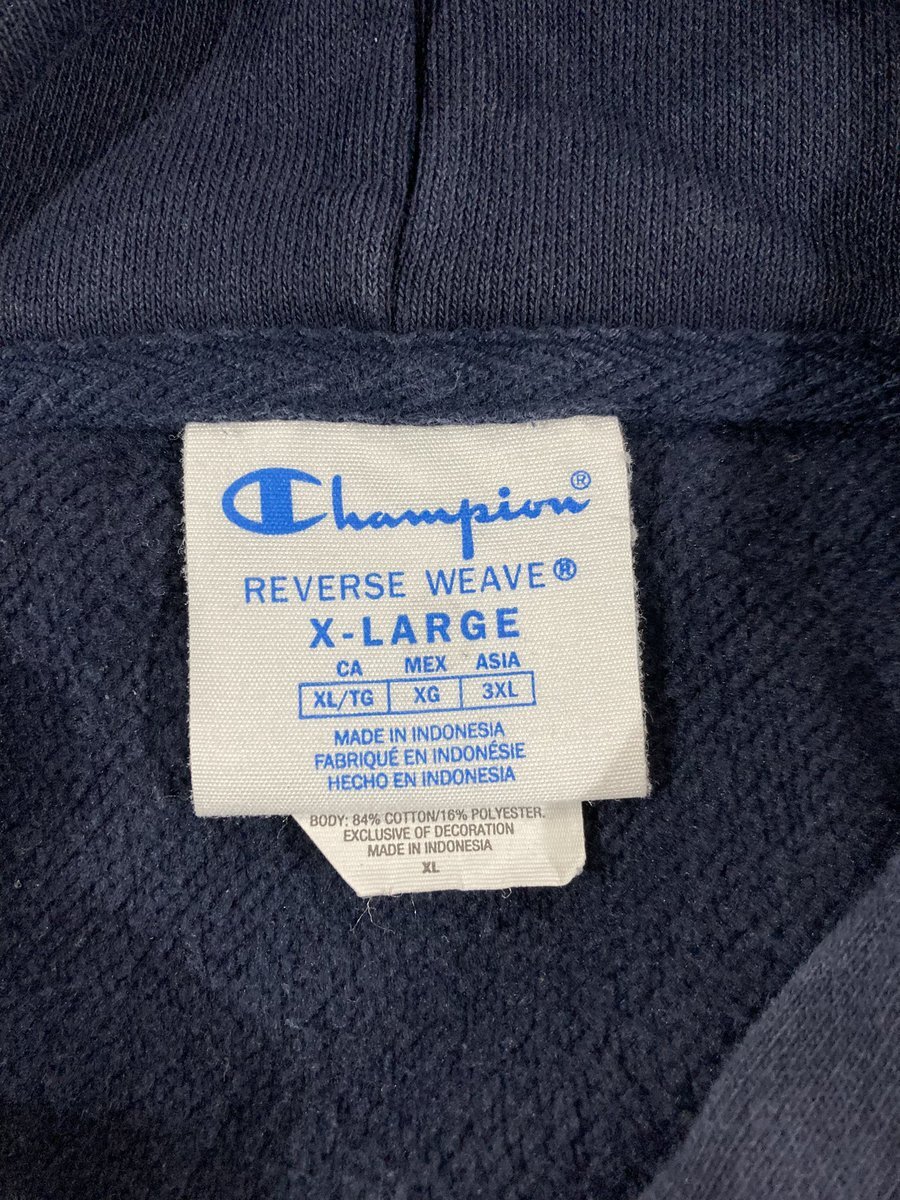 Champion®
REVERSE WEAVE®
X-LARGE
CA MEX ASIA
XL/TG XG 3XL
MADE IN INDONESIA
FABRIQUÉ EN INDONÉSIE
HECHO EN INDONESIA
BODY: 84% COTTON/16% POLYESTER.
EXCLUSIVE OF DECORATION
MADE IN INDONESIA
XL